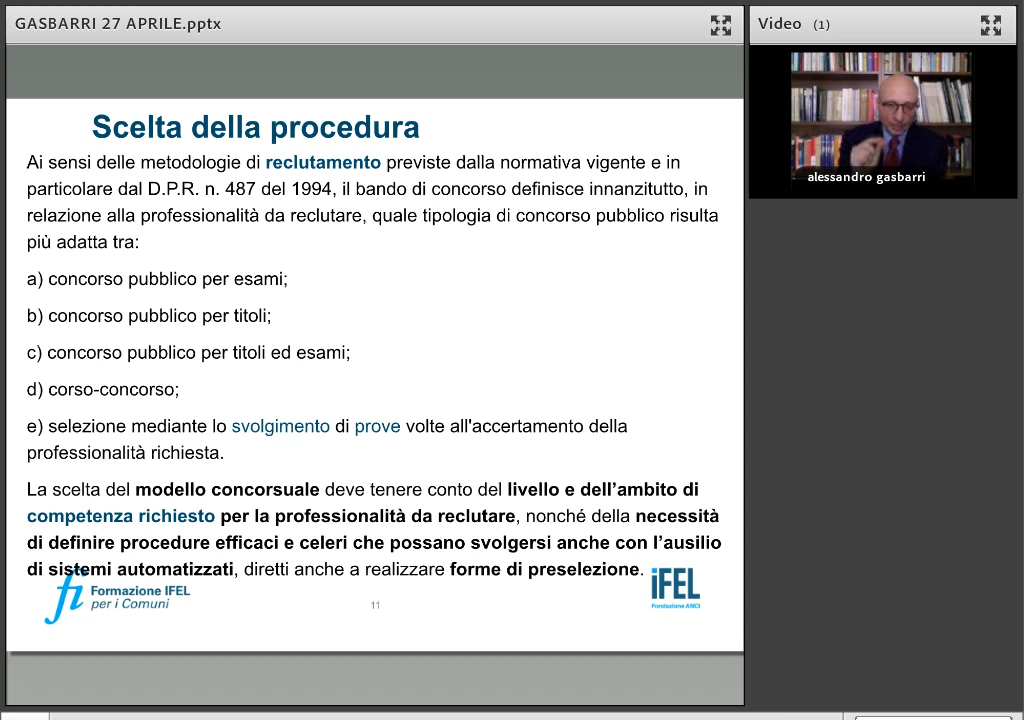 GASBARRI 27 APRILE.pptx
Video (1)
alessandro gasbarri
Scelta della procedura
Ai sensi delle metodologie di reclutamento previste dalla normativa vigente e in
particolare dal D.P.R. n. 487 del 1994, il bando di concorso definisce innanzitutto, in
relazione alla professionalità da reclutare, quale tipologia di concorso pubblico risulta
più adatta tra:
a) concorso pubblico per esami;
b) concorso pubblico per titoli;
c) concorso pubblico per titoli ed esami;
d) corso-concorso;
e) selezione mediante lo svolgimento di prove volte all'accertamento della
professionalità richiesta.
La scelta del modello concorsuale deve tenere conto del livello e dell’ambito di
competenza richiesto per la professionalità da reclutare, nonché della necessità
di definire procedure efficaci e celeri che possano svolgersi anche con l’ausilio
di sistemi automatizzati, diretti anche a realizzare forme di preselezione.
fi Formazione IFEL
per i Comuni
11
iFEL
Fondazione ANCI